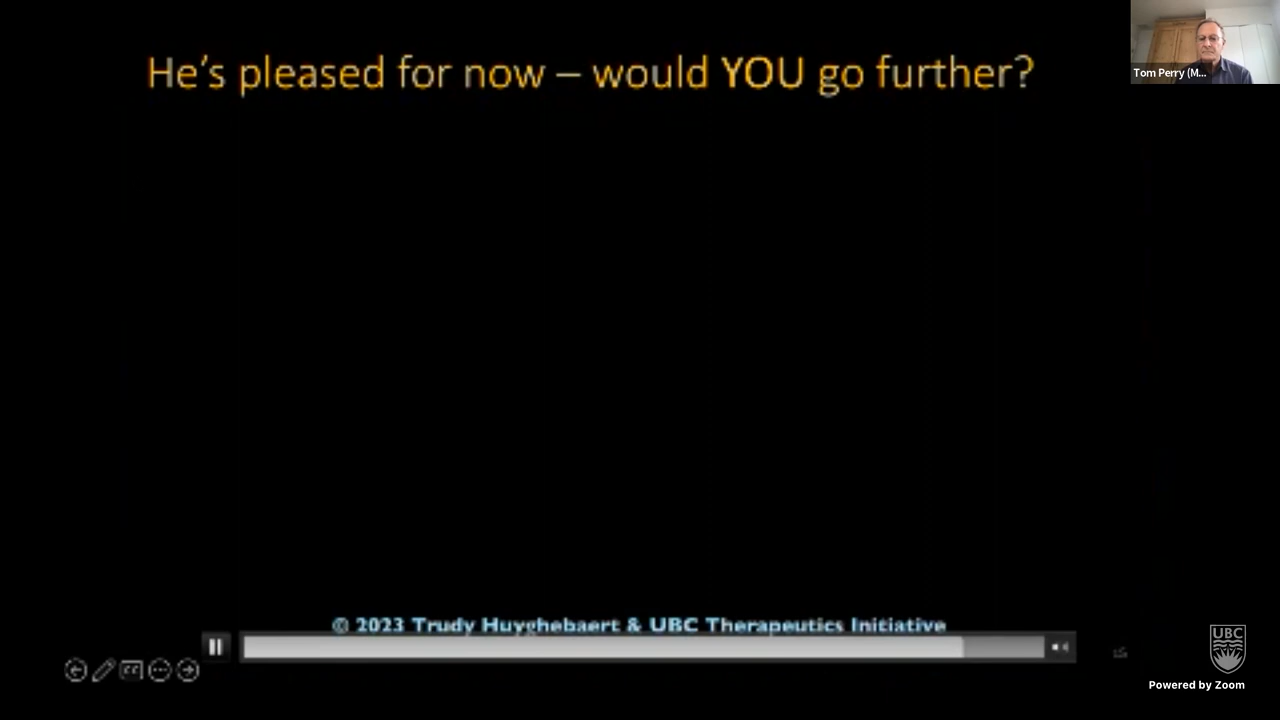 He's pleased for now – would YOU go further?
Tom Perry (M...
© 2023 Trudy Huyghebaert & UBC Therapeutics Initiative
CC
UBC
Powered by Zoom